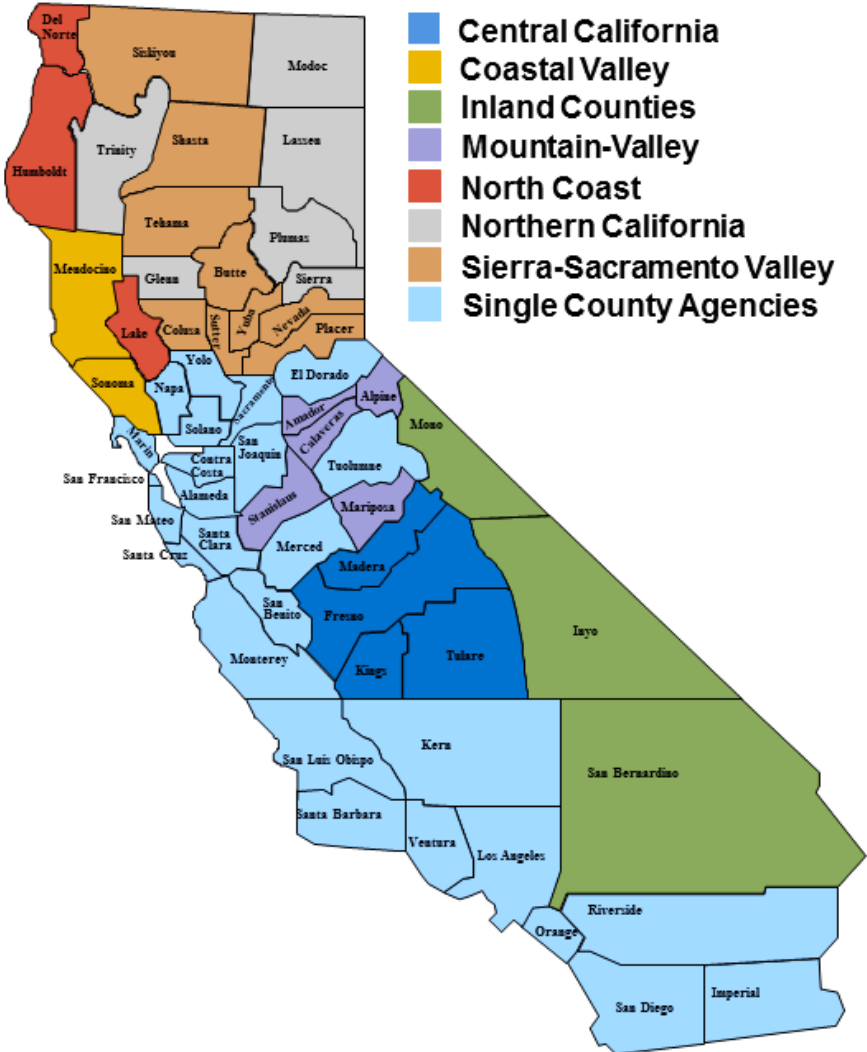 Central California
Coastal Valley
Inland Counties
Mountain-Valley
North Coast
Northern California
Sierra-Sacramento Valley
Single County Agencies
Del
Norte
Siskiyou
Modoc
Humboldt
Trinity
Shasta
Lassen
Tehama
Plumas
Mendocino
Glenn
Butte
Sierra
Lake
Colusa
Sutter
Yuba
Nevada
Placer
Sonoma
Napa
Yolo
Sacramento
El Dorado
Alpine
Amador
Calaveras
Mono
Solano
Marin
Contra
Costa
San
Joaquin
Tuolumne
San Francisco
Alameda
Stanislaus
Mariposa
San Mateo
Santa
Clara
Santa Cruz
Merced
Madera
San
Benito
Fresno
Inyo
Monterey
Kings
Tulare
San Luis Obispo
Kern
San Bernardino
Santa Barbara
Ventura
Los Angeles
Orange
Riverside
San Diego
Imperial